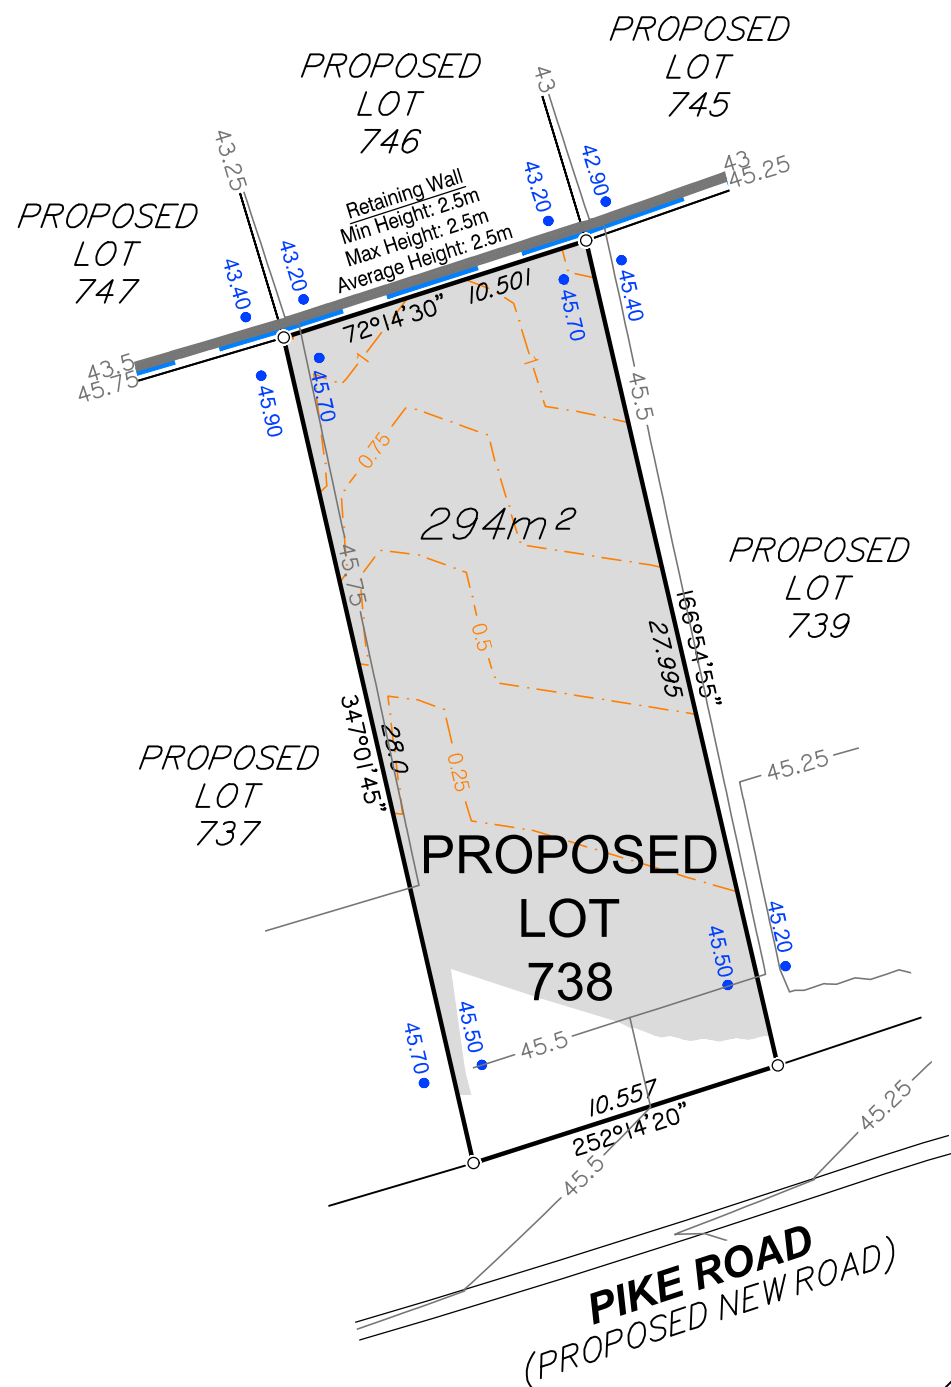 PROPOSED
LOT
745
PROPOSED
LOT
746
43
43.25
43
45.25
42.90
43.20
Retaining Wall
Min Height: 2.5m
Max Height: 2.5m
Average Height: 2.5m
PROPOSED
LOT
747
43.40
43.20
10.501
72°14'30"
45.40
45.70
43.5
45.75
45.90
45.70
1
1
45.5
0.75
294m²
PROPOSED
LOT
739
45.75
166°54'55"
27.995
0.5
347°01'45"
28.0
0.25
PROPOSED
LOT
737
45.25
PROPOSED
LOT
738
45.50
45.20
45.70
45.50
45.5
10.557
252°14'20"
45.5
45.25
PIKE ROAD
(PROPOSED NEW ROAD)